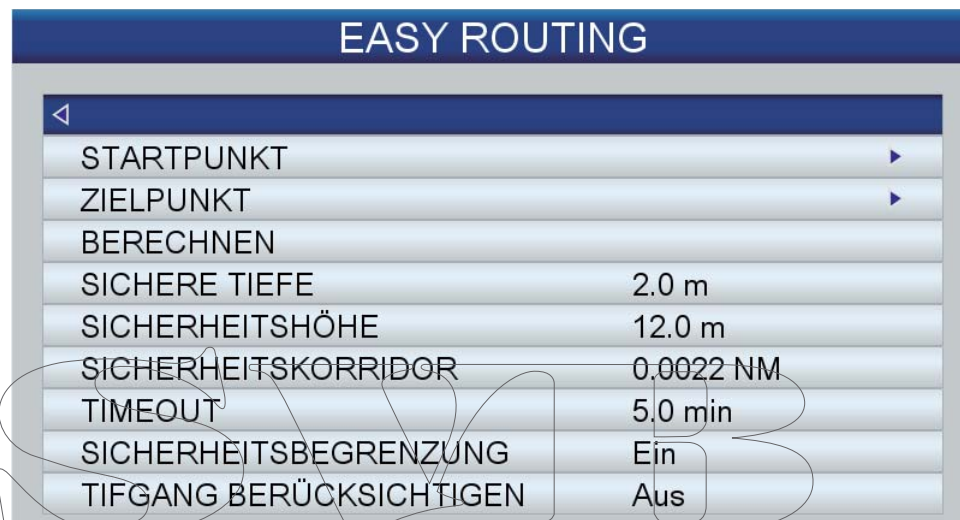 EASY ROUTING
STARTPUNKT
ZIELPUNKT
BERECHNEN
SICHERE TIEFE 2.0 m
SICHERHEITSHÖHE 12.0 m
SICHERHEITSKORRIDOR 0.0022 NM
TIMEOUT 5.0 min
SICHERHEITSBEGRENZUNG Ein
TIFGANG BERÜCKSICHTIGEN Aus